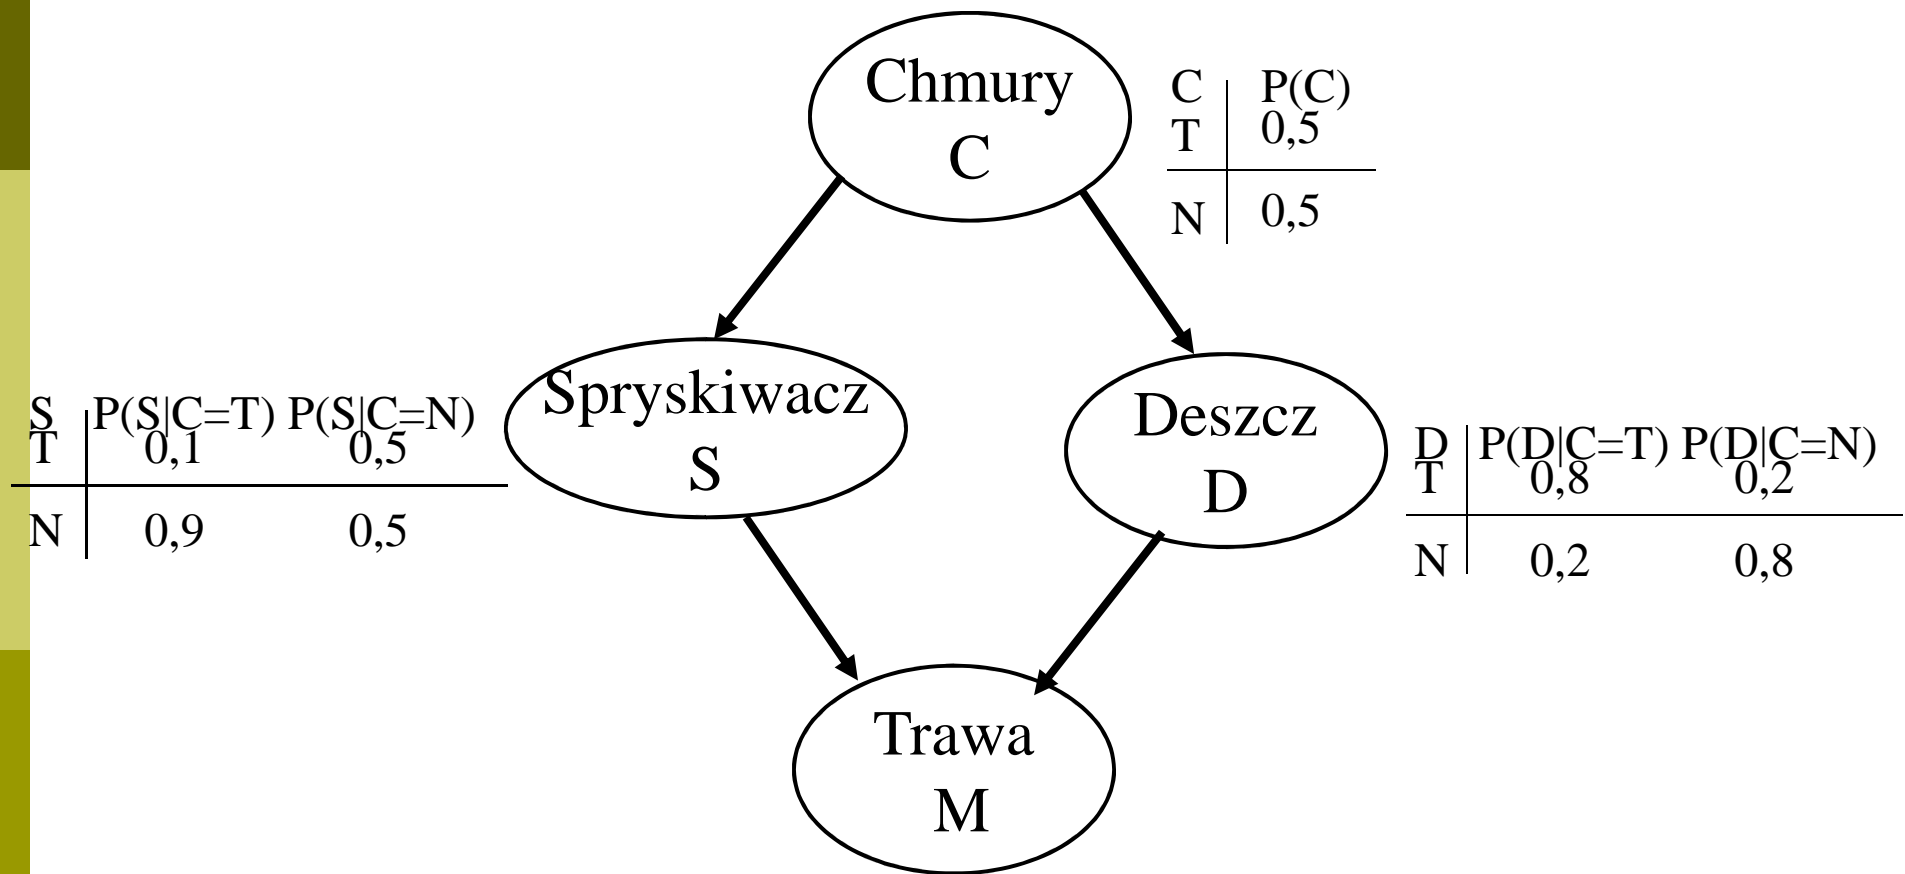 Chmury
C
C P(C)
T 0,5
N 0,5
Spryskiwacz
S
S P(S|C=T) P(S|C=N)
T 0,1 0,5
N 0,9 0,5
Deszcz
D
D P(D|C=T) P(D|C=N)
T 0,8 0,2
N 0,2 0,8
Trawa
M